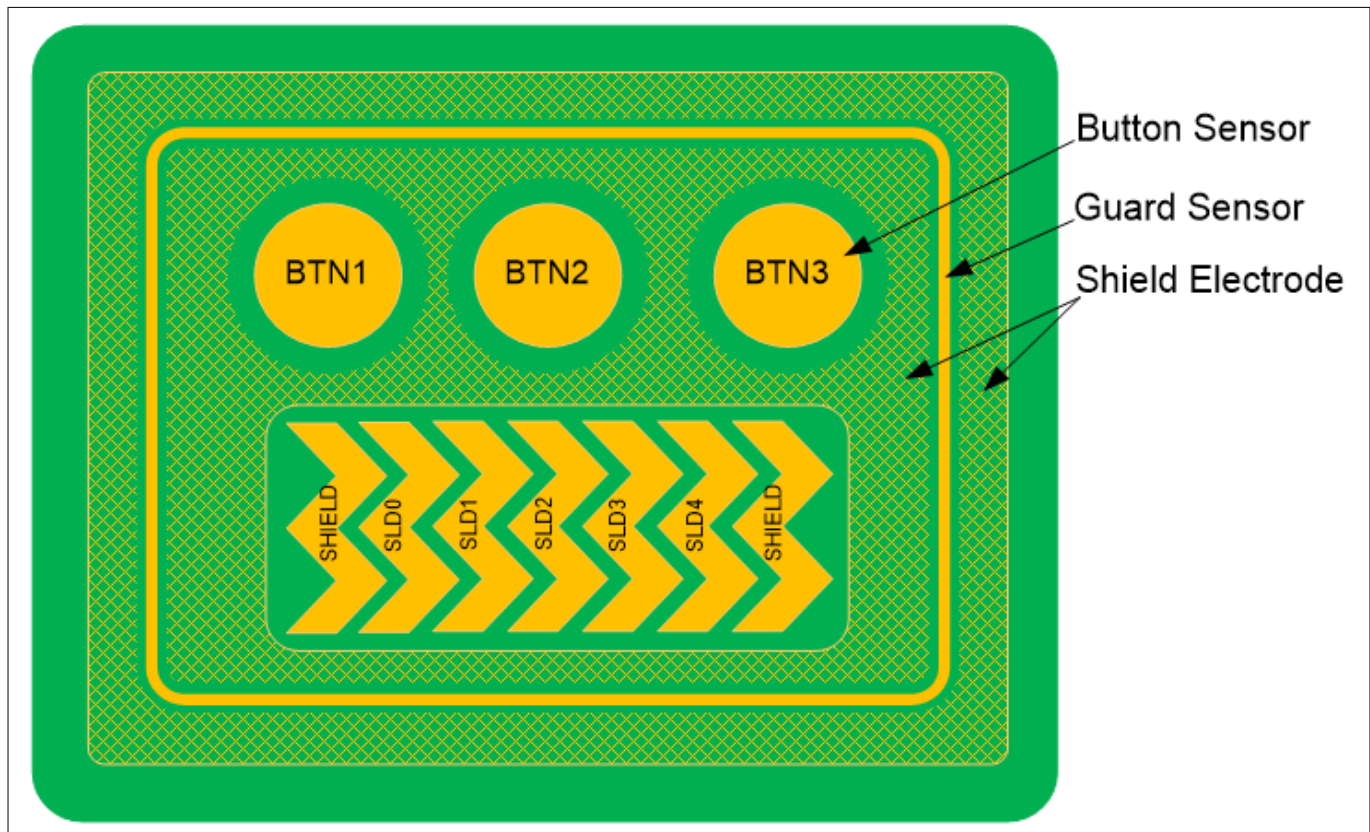 Button Sensor
Guard Sensor
Shield Electrode
BTN1
BTN2
BTN3
SHIELD
SLD0
SLD1
SLD2
SLD3
SLD4
SHIELD